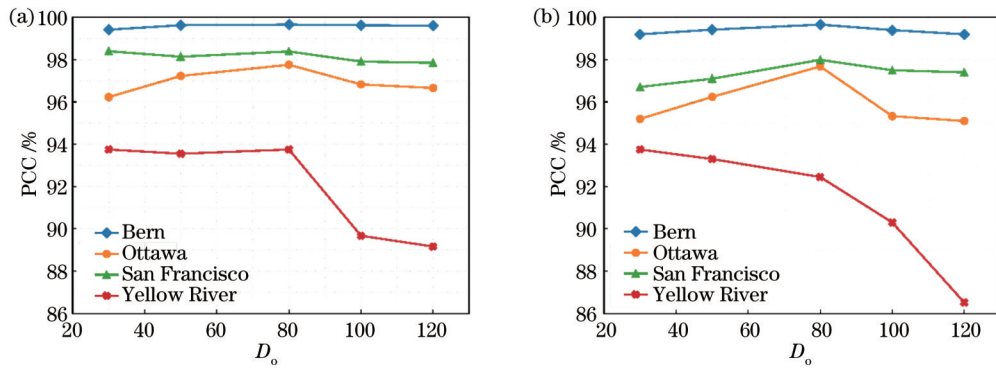 (a)
PCC /%
100
98
96
94
92
90
88
86
Bern
Ottawa
San Francisco
Yellow River
20
40
60
80
100
120
Do
(b)
PCC /%
100
98
96
94
92
90
88
86
Bern
Ottawa
San Francisco
Yellow River
20
40
60
80
100
120
Do